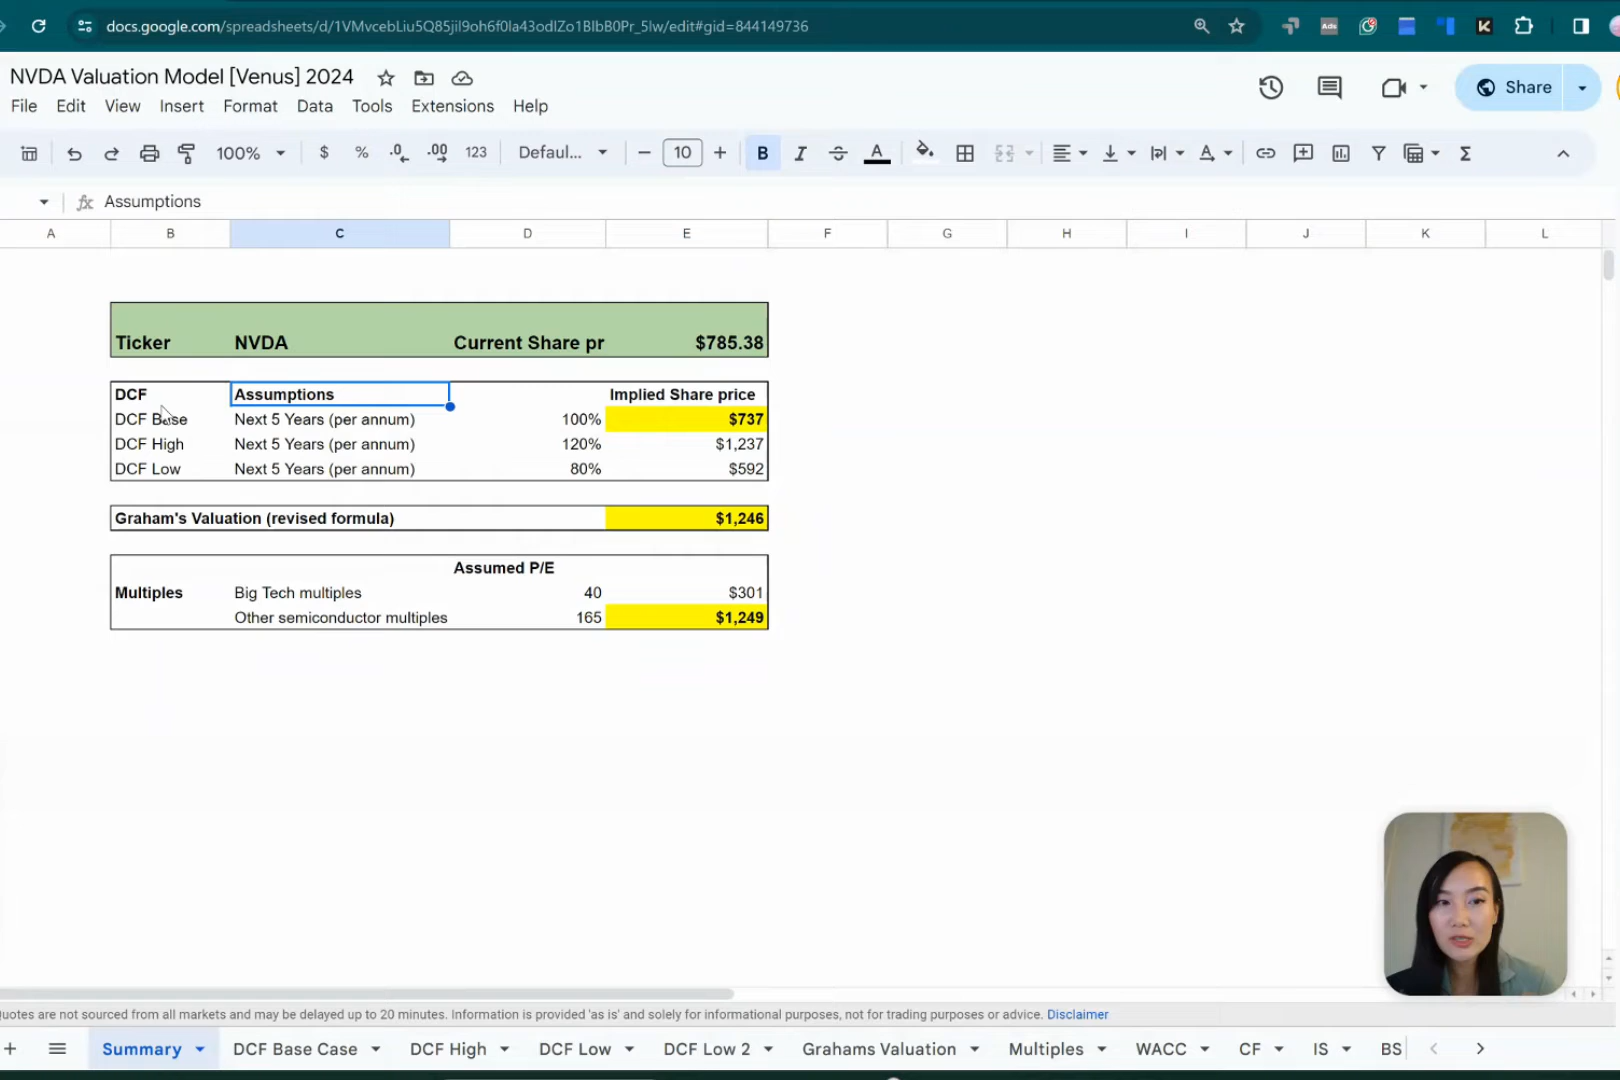 docs.google.com/spreadsheets/d/1VMvcebLiu5Q85jil9oh6f0la43odlZo1BlbB0Pr_5lw/edit#gid=844149736
NVDA Valuation Model [Venus] 2024
File Edit View Insert Format Data Tools Extensions Help
Share
100% $ % .0 .00 123 Defaul... 10 B I S A
fx Assumptions
A B C D E F G H I J K L
Ticker NVDA Current Share pr $785.38
DCF Assumptions Implied Share price
DCF Base Next 5 Years (per annum) 100% $737
DCF High Next 5 Years (per annum) 120% $1,237
DCF Low Next 5 Years (per annum) 80% $592
Graham's Valuation (revised formula) $1,246
Assumed P/E
Multiples Big Tech multiples 40 $301
Other semiconductor multiples 165 $1,249
quotes are not sourced from all markets and may be delayed up to 20 minutes. Information is provided 'as is' and solely for informational purposes, not for trading purposes or advice. Disclaimer
Summary DCF Base Case DCF High DCF Low DCF Low 2 Grahams Valuation Multiples WACC CF IS BS